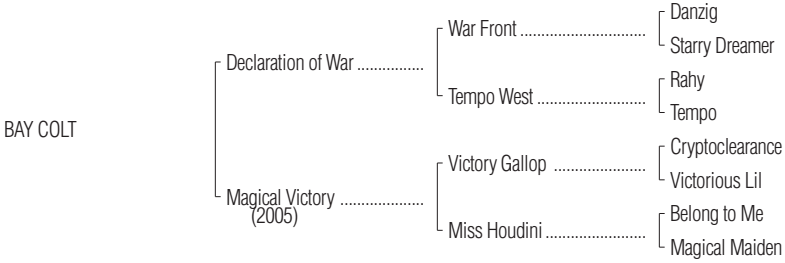 Danzig
War Front ..............................
Starry Dreamer
Declaration of War ................
Rahy
Tempo West ..........................
Tempo
BAY COLT
Cryptoclearance
Victory Gallop ......................
Victorious Lil
Magical Victory ....................
(2005)
Belong to Me
Miss Houdini ........................
Magical Maiden